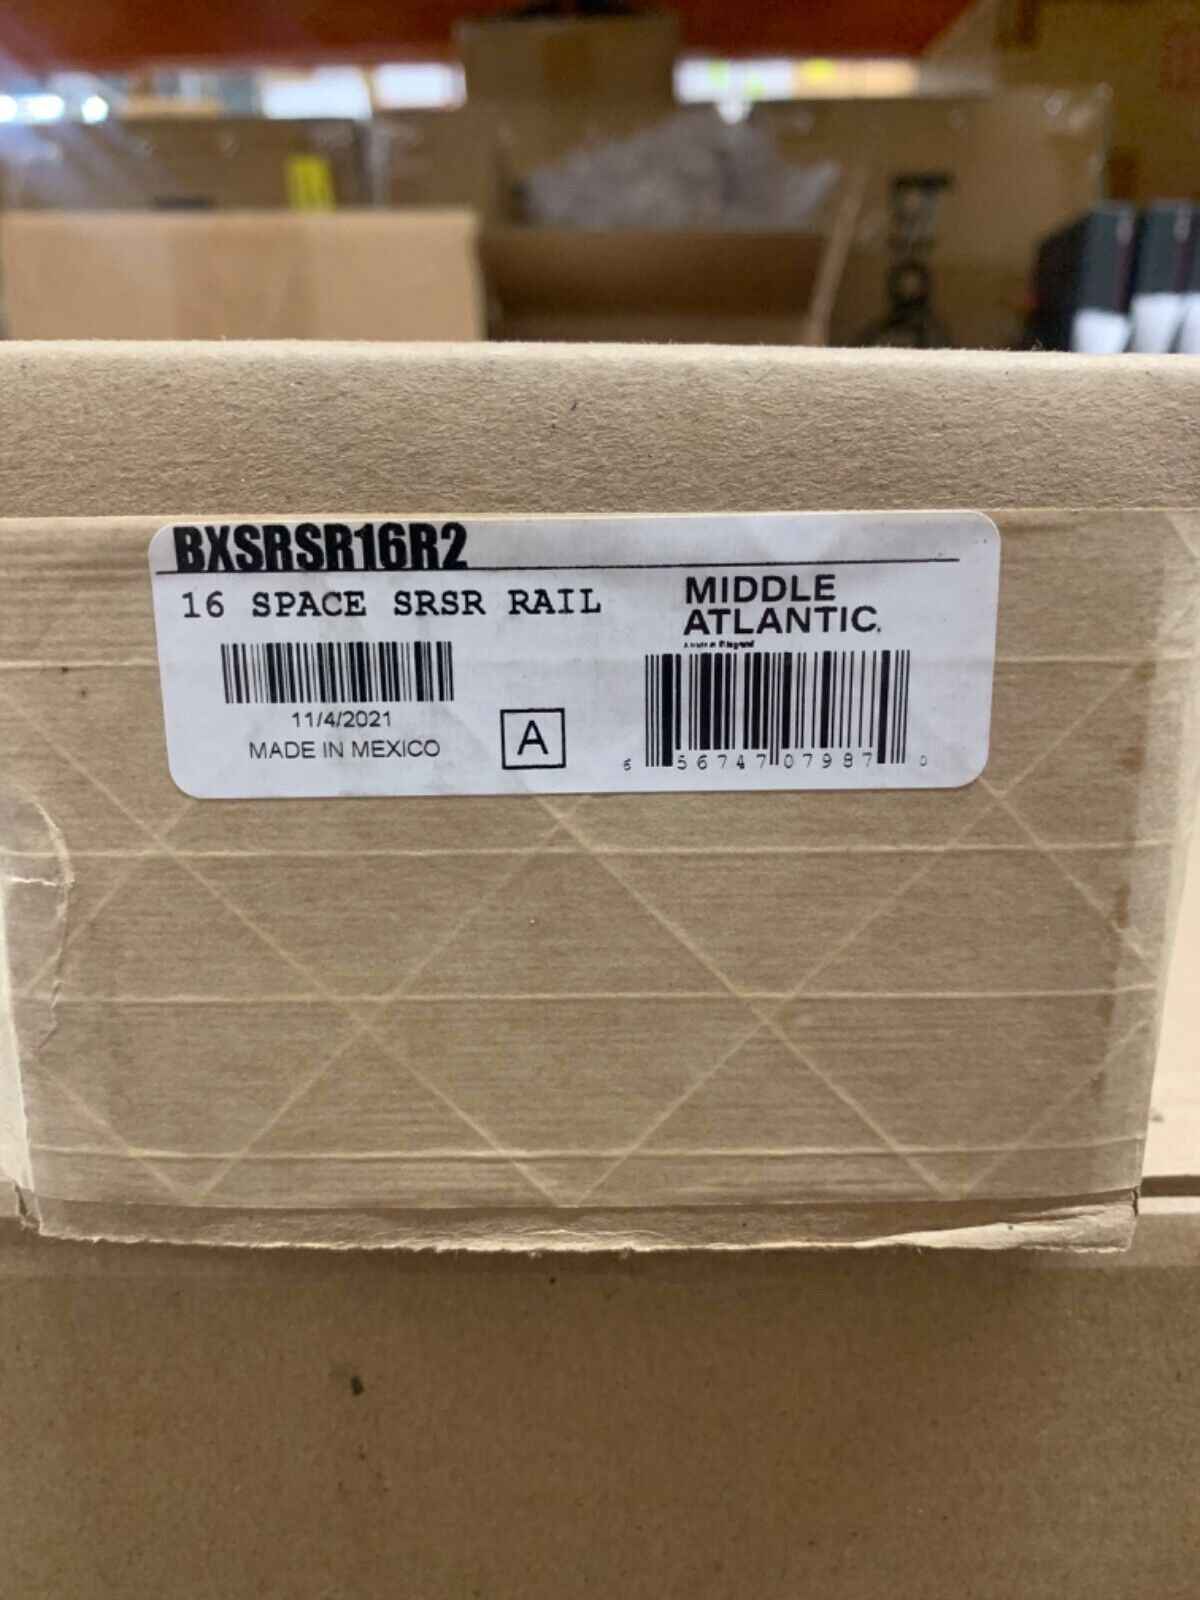 BXSRSR16R2
16 SPACE SRSR RAIL
MIDDLE
ATLANTIC.
11/4/2021
MADE IN MEXICO
A
6 56747 07987 0